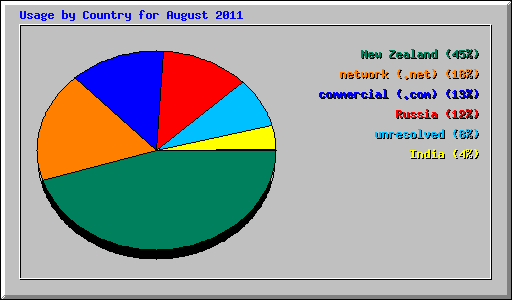 Usage by Country for August 2011
New Zealand (45%)
network (.net) (18%)
commercial (.com) (13%)
Russia (12%)
unresolved (8%)
India (4%)